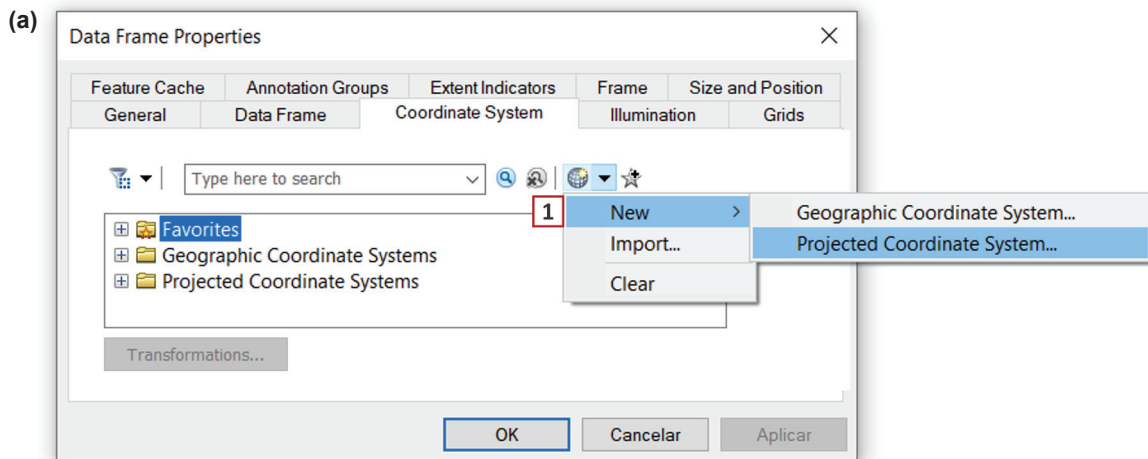 (a)
Data Frame Properties
Feature Cache Annotation Groups Extent Indicators Frame Size and Position
General Data Frame Coordinate System Illumination Grids
Type here to search
1 New Geographic Coordinate System...
Favorites
Import... Projected Coordinate System...
Geographic Coordinate Systems
Projected Coordinate Systems
Clear
Transformations...
OK Cancelar Aplicar